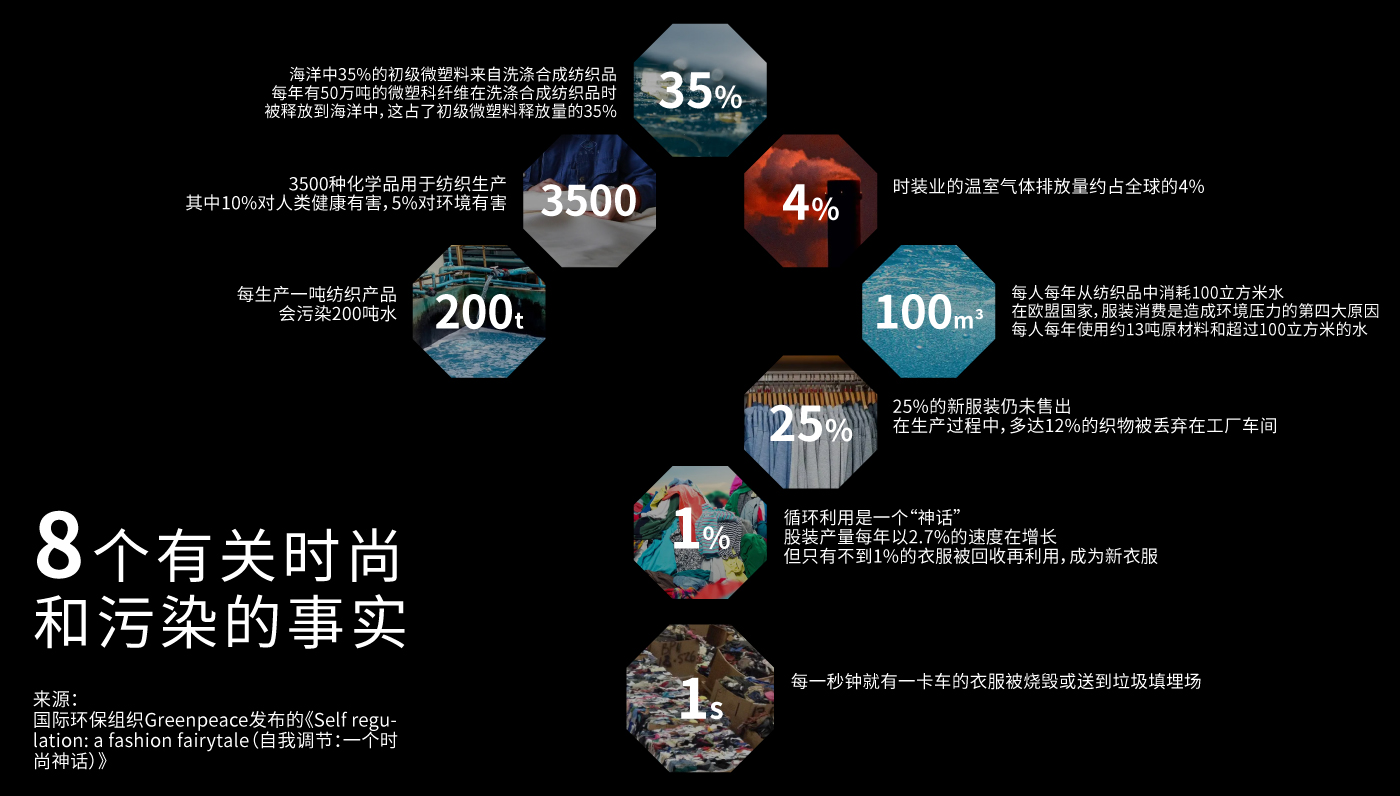 35%
海洋中35%的初级微塑料来自洗涤合成纺织品
每年有50万吨的微塑科纤维在洗涤合成纺织品时
被释放到海洋中，这占了初级微塑料释放量的35%
3500
3500种化学品用于纺织生产
其中10%对人类健康有害，5%对环境有害
4%
时装业的温室气体排放量约占全球的4%
200t
每生产一吨纺织产品
会污染200吨水
100m³
每人每年从纺织品中消耗100立方米水
在欧盟国家，服装消费是造成环境压力的第四大原因
每人每年使用约13吨原材料和超过100立方米的水
25%
25%的新服装仍未售出
在生产过程中，多达12%的织物被丢弃在工厂车间
1%
循环利用是一个“神话”
股装产量每年以2.7%的速度在增长
但只有不到1%的衣服被回收再利用，成为新衣服
1s
每一秒钟就有一卡车的衣服被烧毁或送到垃圾填埋场
8个有关时尚
和污染的事实
来源：
国际环保组织Greenpeace发布的《Self regu-
lation: a fashion fairytale（自我调节：一个时
尚神话）》